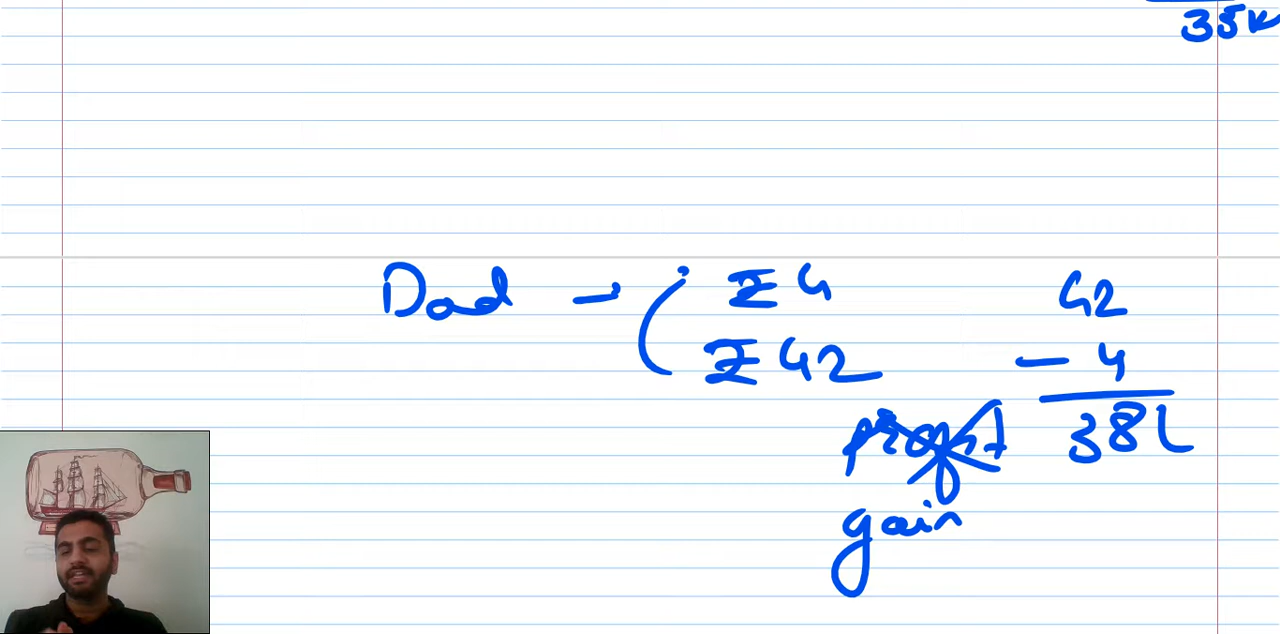 35k
Dad → ( ₹ 4
₹ 42
42
- 4
38L
profit
gain